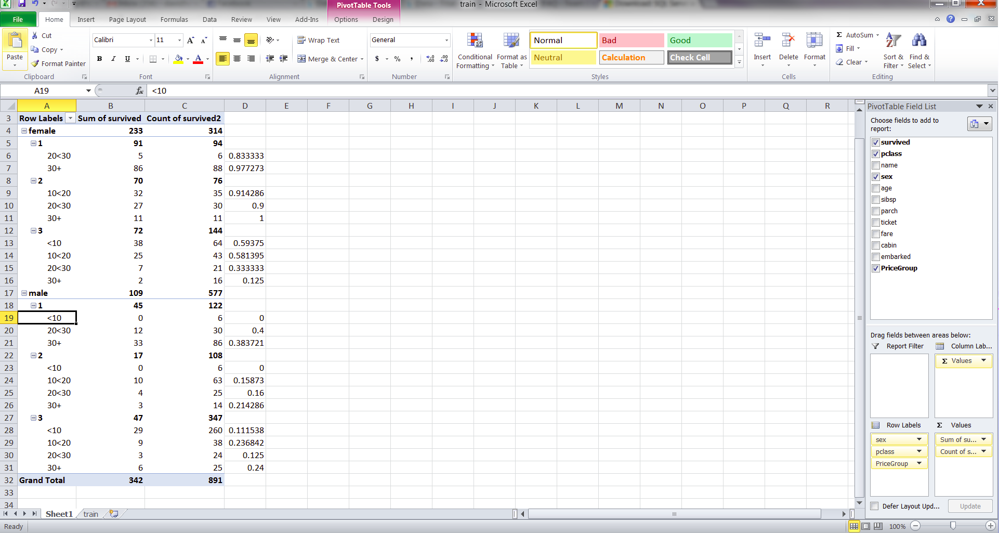 PivotTable Tools
train - Microsoft Excel
File Home Insert Page Layout Formulas Data Review View Add-Ins Options Design
Paste
Cut
Copy
Format Painter
Clipboard
Calibri 11
B I U
Font
Wrap Text
Merge & Center
Alignment
General
$ % ,
Number
Conditional Formatting
Format as Table
Normal Bad Good
Neutral Calculation Check Cell
Styles
Insert Delete Format
Cells
Σ AutoSum
Fill
Clear
Sort & Filter
Find & Select
Editing
A19 fx <10
A B C D E F G H I J K L M N O P Q R
3 Row Labels Sum of survived Count of survived2
4 female 233 314
5 1 91 94
6 20<30 5 6 0.833333
7 30+ 86 88 0.977273
8 2 70 76
9 10<20 32 35 0.914286
10 20<30 27 30 0.9
11 30+ 11 11 1
12 3 72 144
13 <10 38 64 0.59375
14 10<20 25 43 0.581395
15 20<30 7 21 0.333333
16 30+ 2 16 0.125
17 male 109 577
18 1 45 122
19 <10 0 6 0
20 20<30 12 30 0.4
21 30+ 33 86 0.383721
22 2 17 108
23 <10 0 6 0
24 10<20 10 63 0.15873
25 20<30 4 25 0.16
26 30+ 3 14 0.214286
27 3 47 347
28 <10 29 260 0.111538
29 10<20 9 38 0.236842
30 20<30 3 24 0.125
31 30+ 6 25 0.24
32 Grand Total 342 891
33
34
PivotTable Field List
Choose fields to add to
report:
survived
pclass
name
sex
age
sibsp
parch
ticket
fare
cabin
embarked
PriceGroup
Drag fields between areas below:
Report Filter Column Lab...
Σ Values
Row Labels Σ Values
sex Sum of su...
pclass Count of s...
PriceGroup
Defer Layout Upd... Update
Sheet1 train
Ready 100%